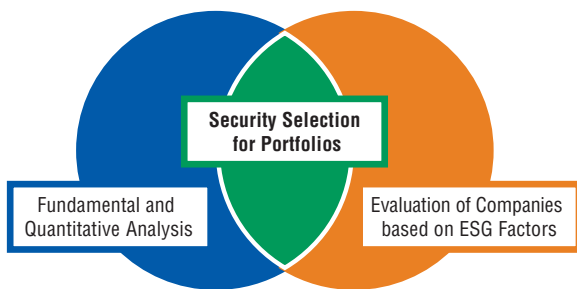 Security Selection
for Portfolios
Fundamental and
Quantitative Analysis
Evaluation of Companies
based on ESG Factors